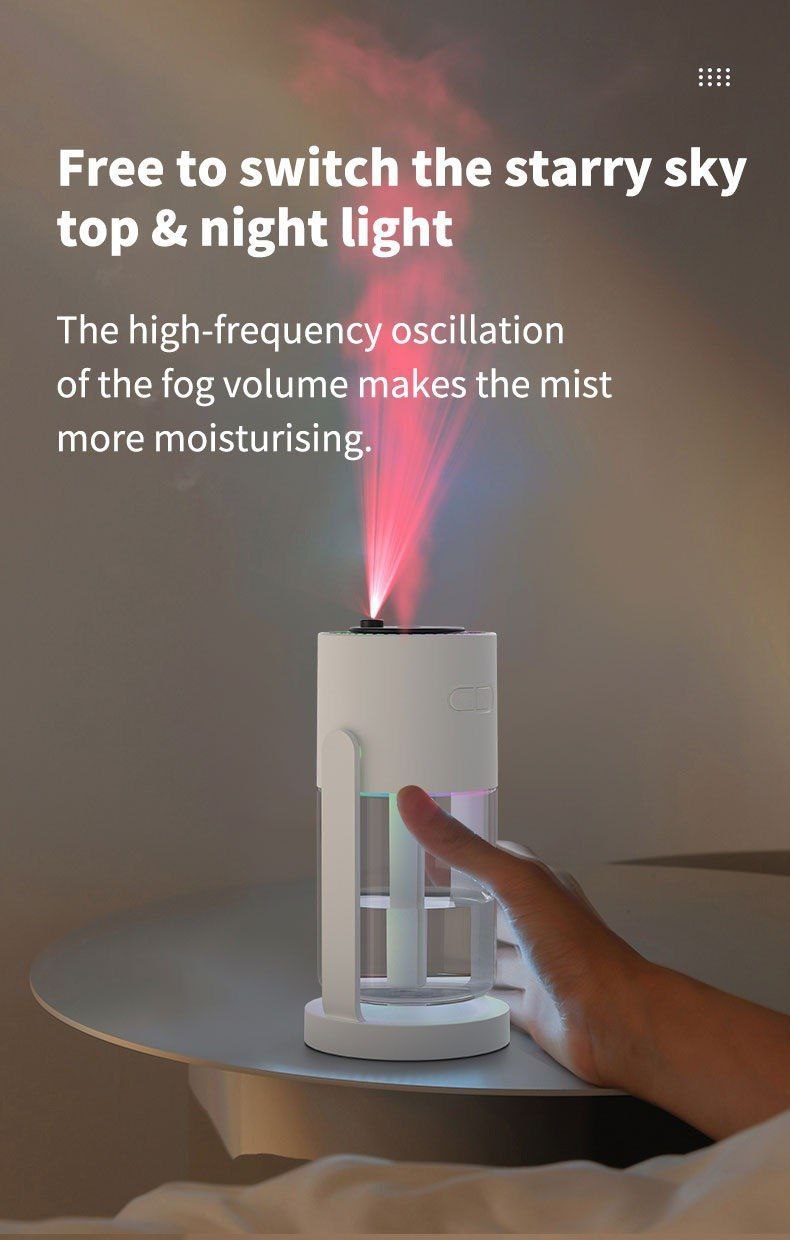 Free to switch the starry sky
top & night light
The high-frequency oscillation
of the fog volume makes the mist
more moisturising.